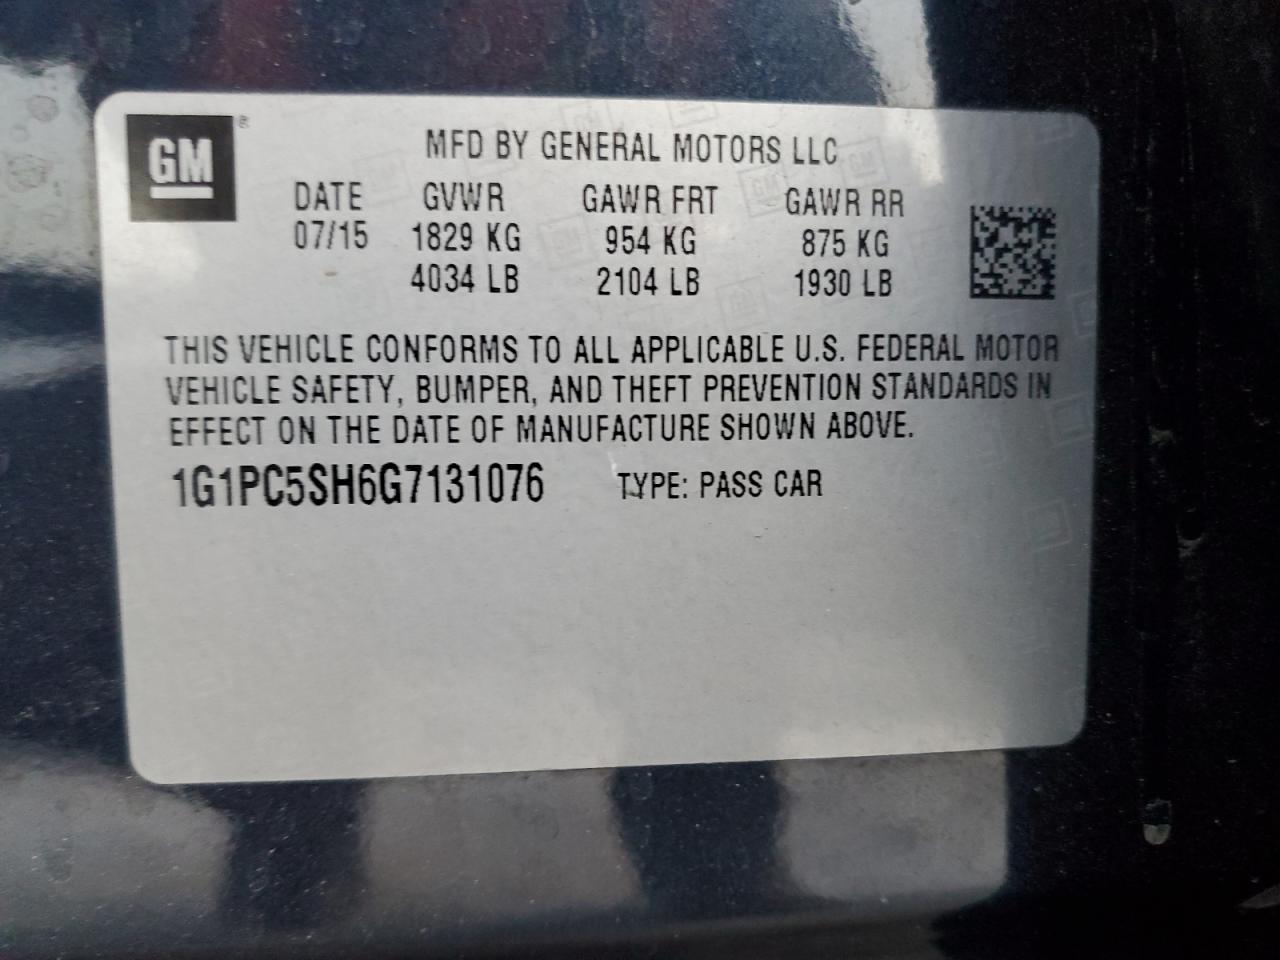 GM ®
MFD BY GENERAL MOTORS LLC
DATE GVWR GAWR FRT GAWR RR
07/15 1829 KG 954 KG 875 KG
4034 LB 2104 LB 1930 LB
THIS VEHICLE CONFORMS TO ALL APPLICABLE U.S. FEDERAL MOTOR
VEHICLE SAFETY, BUMPER, AND THEFT PREVENTION STANDARDS IN
EFFECT ON THE DATE OF MANUFACTURE SHOWN ABOVE.
1G1PC5SH6G7131076 TYPE: PASS CAR